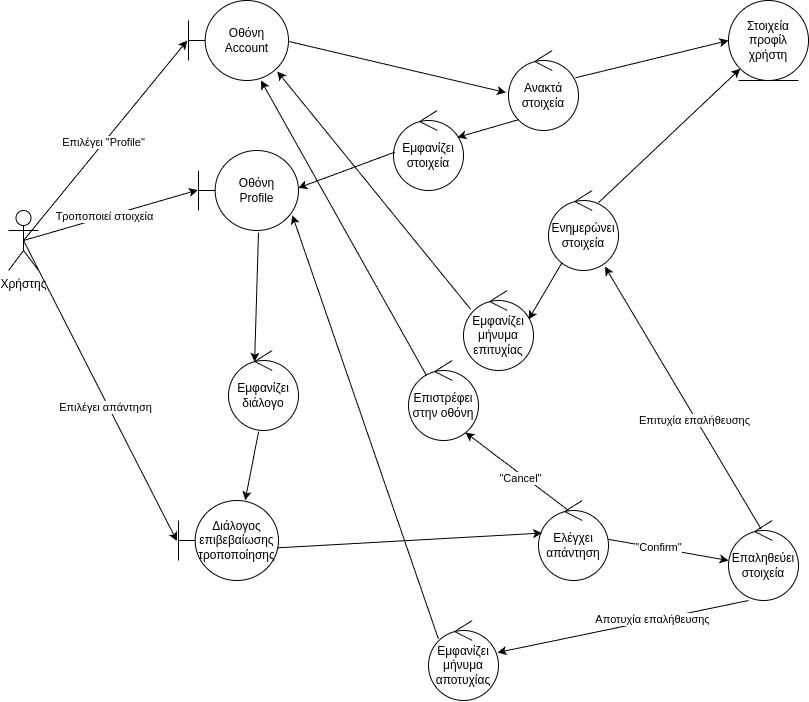 Οθόνη
Account
Στοιχεία
προφίλ
χρήστη
Ανακτά
στοιχεία
Επιλέγει "Profile"
Εμφανίζει
στοιχεία
Οθόνη
Profile
Τροποποιεί στοιχεία
Ενημερώνει
στοιχεία
Χρήστης
Εμφανίζει
μήνυμα
επιτυχίας
Εμφανίζει
διάλογο
Επιστρέφει
στην οθόνη
Επιλέγει απάντηση
Επιτυχία επαλήθευσης
"Cancel"
Διάλογος
επιβεβαίωσης
τροποποίησης
Ελέγχει
απάντηση
"Confirm"
Επαληθεύει
στοιχεία
Αποτυχία επαλήθευσης
Εμφανίζει
μήνυμα
αποτυχίας